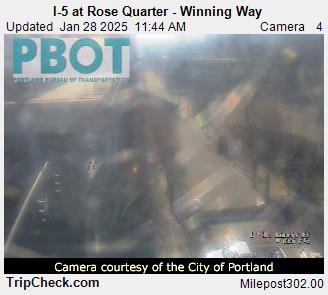 I-5 at Rose Quarter - Winning Way
Updated Jan 28 2025 11:44 AM Camera 4
PBOT
PORTLAND BUREAU OF TRANSPORTATION
Camera courtesy of the City of Portland
TripCheck.com Milepost302.00